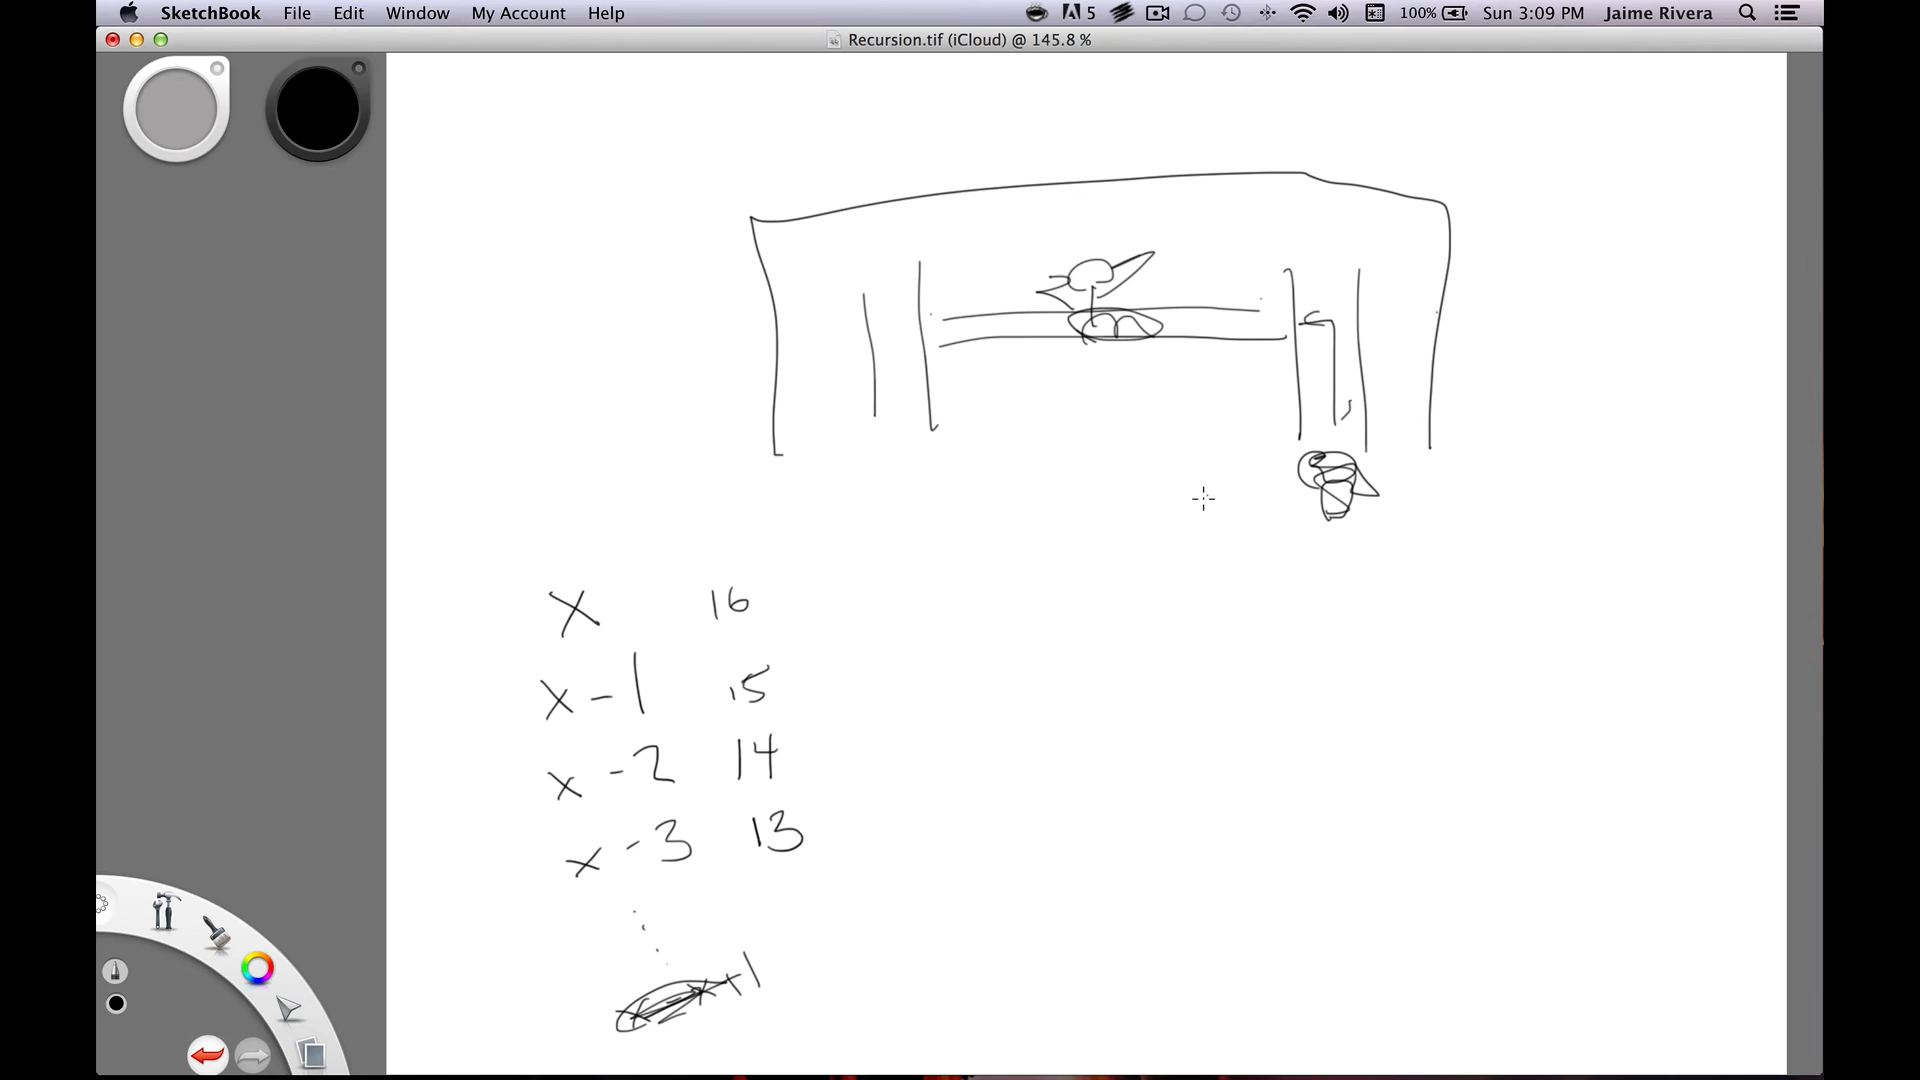 SketchBook File Edit Window My Account Help 5 100% Sun 3:09 PM Jaime Rivera
Recursion.tif (iCloud) @ 145.8 %
x 16
x - 1 15
x - 2 14
x - 3 13
+1